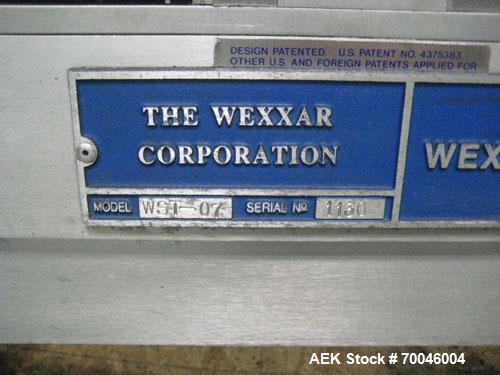 DESIGN PATENTED. U.S. PATENT NO. 4375383
OTHER U.S. AND FOREIGN PATENTS APPLIED FOR
THE WEXXAR
CORPORATION
WEX
MODEL WST-07 SERIAL Nº 1160
AEK Stock # 70046004